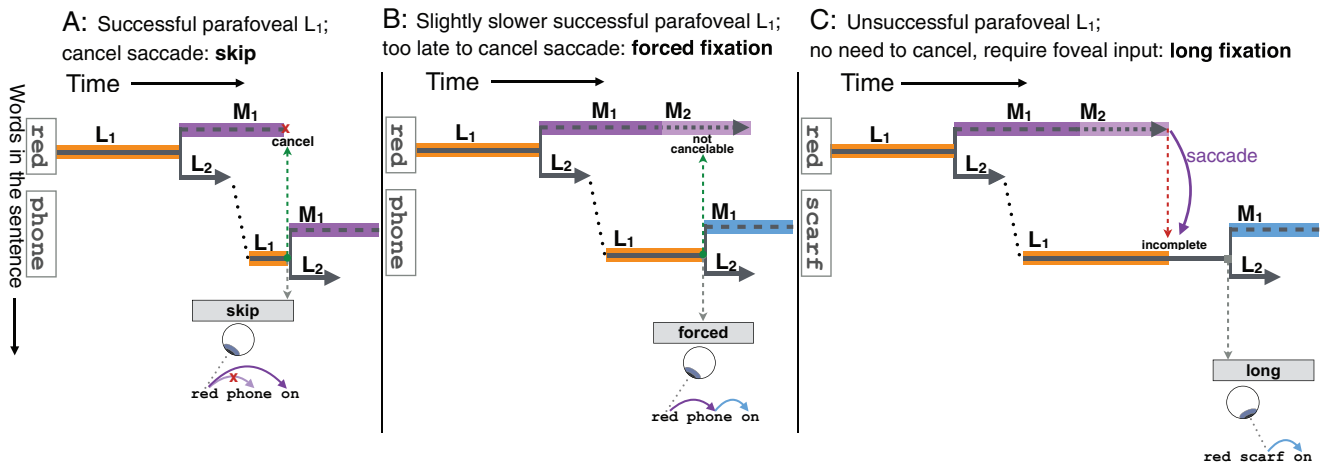 A: Successful parafoveal L1;
cancel saccade: skip
Time
Words in the sentence
red
phone
L1
M1
x
cancel
L2
L1
M1
L2
skip
x
red phone on
B: Slightly slower successful parafoveal L1;
too late to cancel saccade: forced fixation
Time
red
phone
L1
M1 M2
not
cancelable
L2
L1
M1
L2
forced
red phone on
C: Unsuccessful parafoveal L1;
no need to cancel, require foveal input: long fixation
Time
red
scarf
L1
M1 M2
saccade
L2
L1
incomplete
M1
L2
long
red scarf on